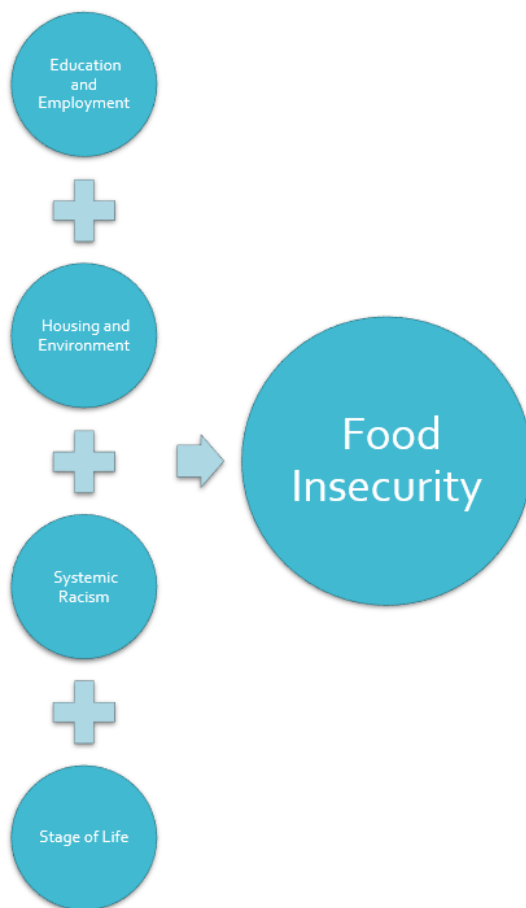 Education
and
Employment
Housing and
Environment
Systemic
Racism
Stage of Life
Food
Insecurity